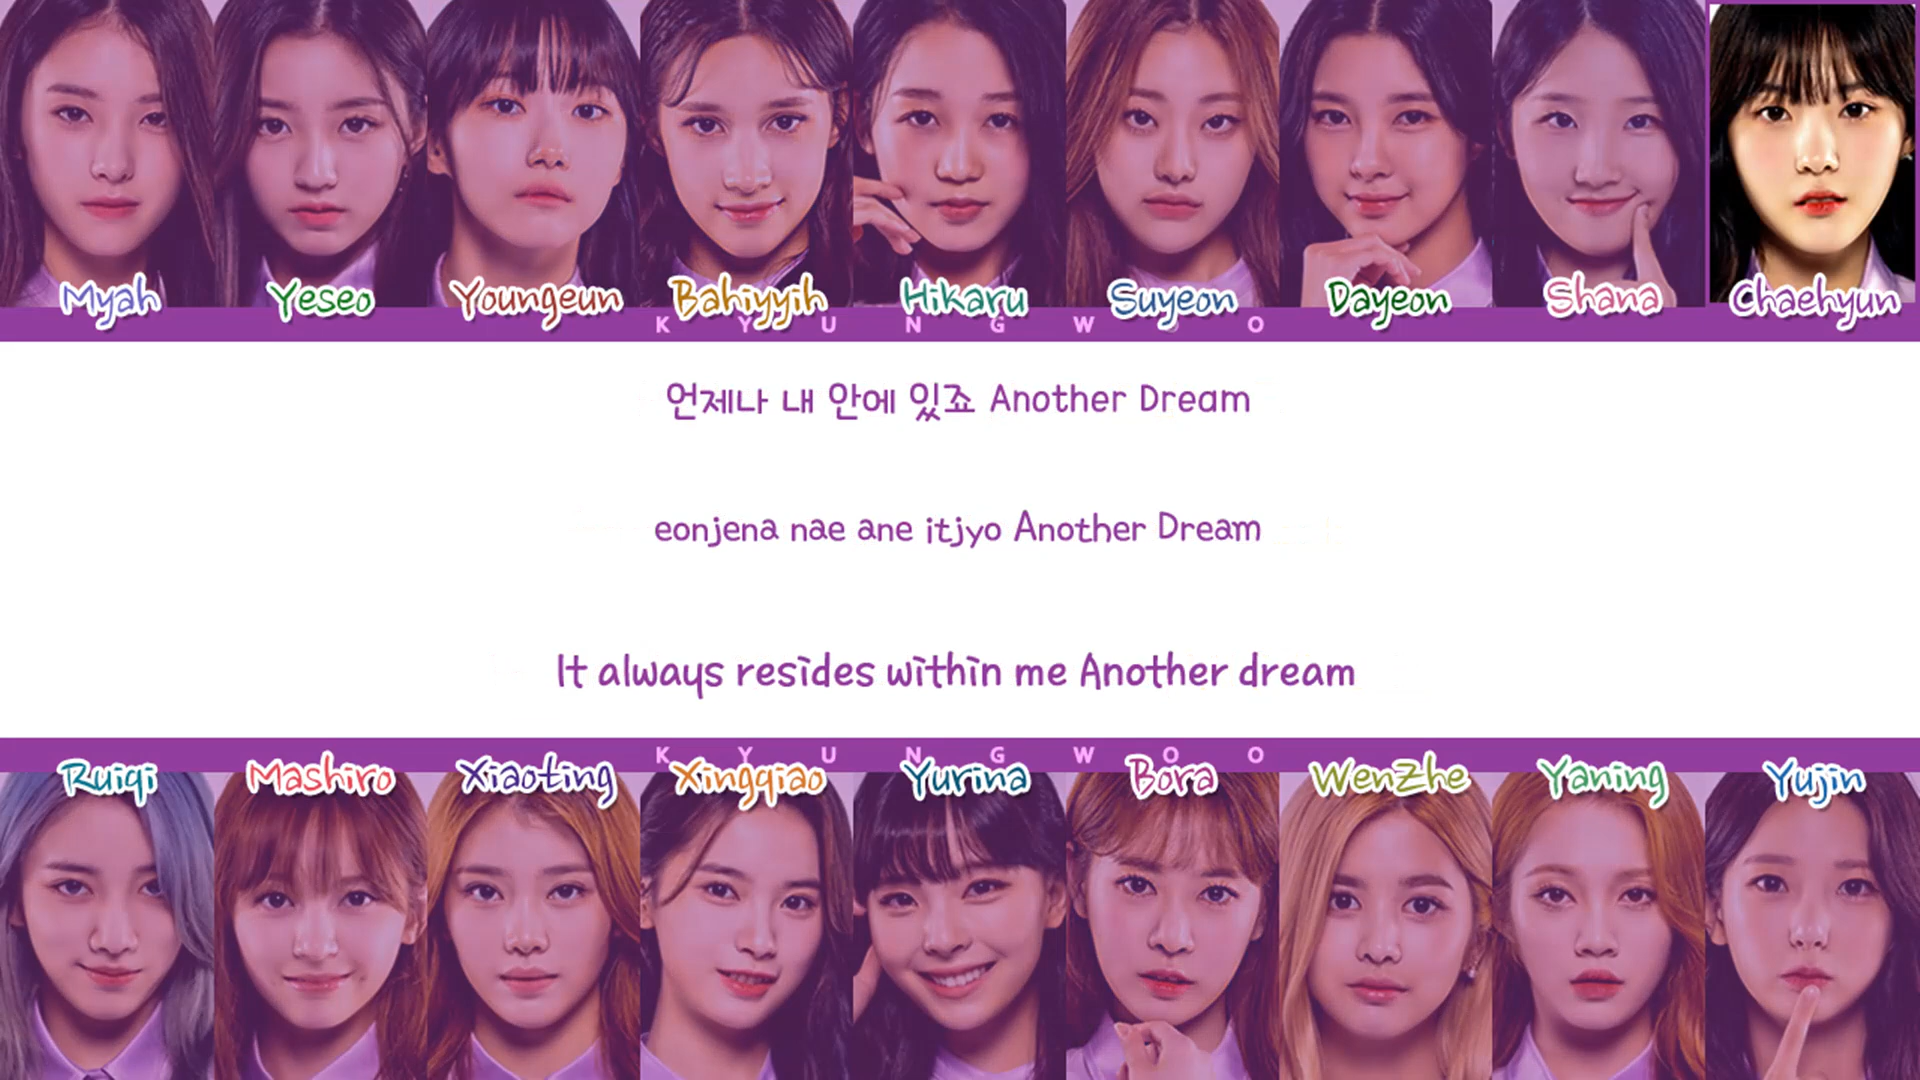 Myah Yeseo Youngeun Bahiyyih Hikaru Suyeon Dayeon Shana Chaehyun
K Y U N G W O O
언제나 내 안에 있죠 Another Dream
eonjena nae ane itjyo Another Dream
It always resides within me Another dream
K Y U N G W O O
Ruiqi Mashiro Xiaoting Xingqiao Yurina Bora WenZhe Yaning Yujin